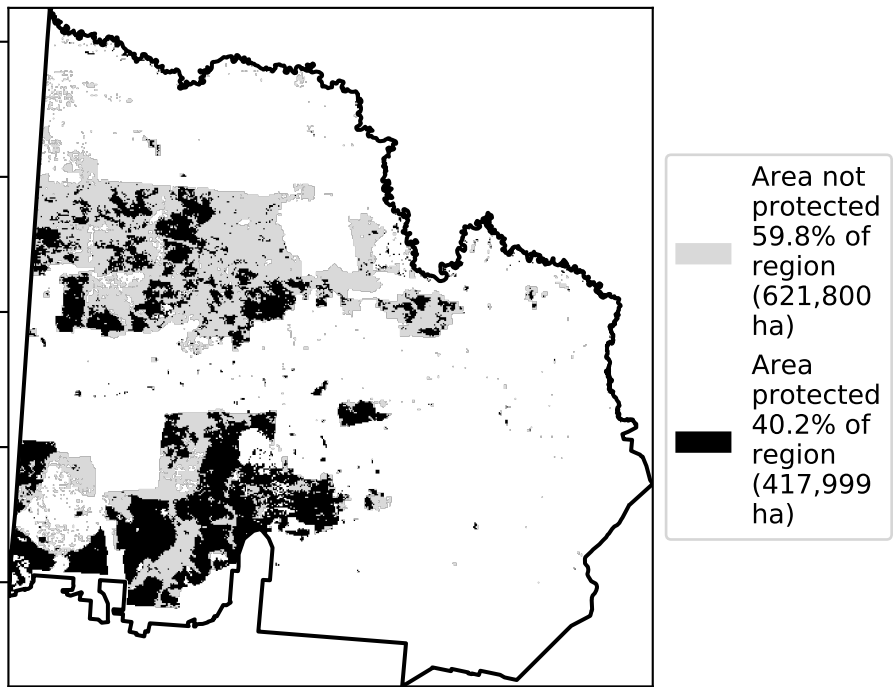 Area not
protected
59.8% of
region
(621,800
ha)
Area
protected
40.2% of
region
(417,999
ha)